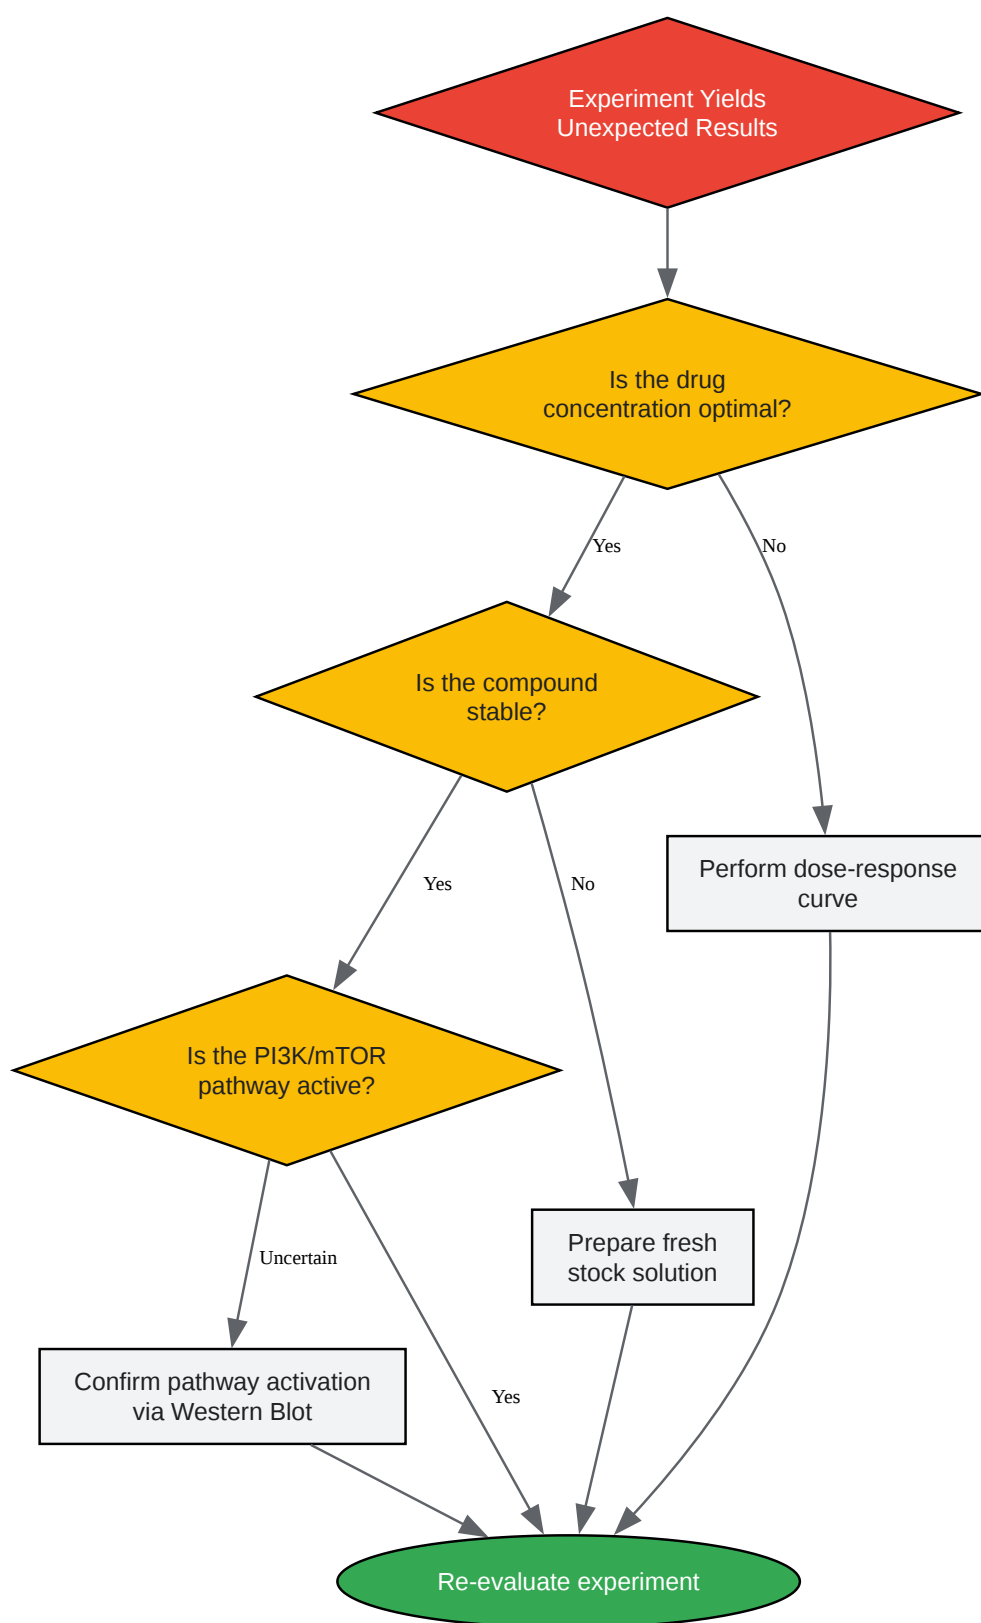 Experiment Yields
Unexpected Results
Is the drug
concentration optimal?
Yes
No
Is the compound
stable?
Perform dose-response
curve
Yes
No
Is the PI3K/mTOR
pathway active?
Prepare fresh
stock solution
Uncertain
Confirm pathway activation
via Western Blot
Yes
Re-evaluate experiment